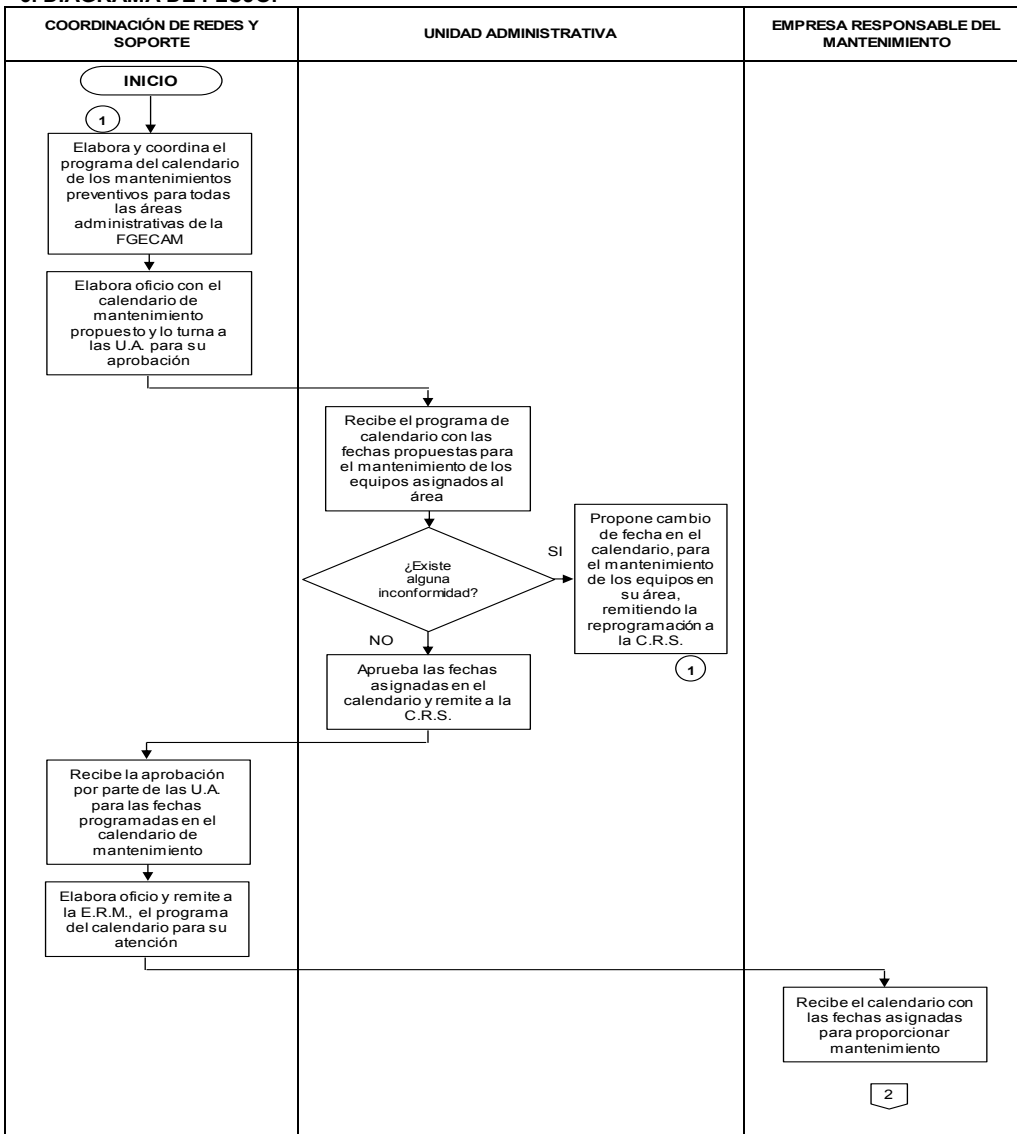 COORDINACIÓN DE REDES Y
SOPORTE
UNIDAD ADMINISTRATIVA
EMPRESA RESPONSABLE DEL
MANTENIMIENTO
INICIO
1
Elabora y coordina el
programa del calendario
de los mantenimientos
preventivos para todas
las áreas
administrativas de la
FGECAM
Elabora oficio con el
calendario de
mantenimiento
propuesto y lo turna a
las U.A. para su
aprobación
Recibe el programa de
calendario con las
fechas propuestas para
el mantenimiento de los
equipos asignados al
área
¿Existe
alguna
inconformidad?
SI
Propone cambio
de fecha en el
calendario, para
el mantenimiento
de los equipos en
su área,
remitiendo la
reprogramación a
la C.R.S.
1
NO
Aprueba las fechas
asignadas en el
calendario y remite a la
C.R.S.
Recibe la aprobación
por parte de las U.A.
para las fechas
programadas en el
calendario de
mantenimiento
Elabora oficio y remite a
la E.R.M., el programa
del calendario para su
atención
Recibe el calendario con
las fechas asignadas
para proporcionar
mantenimiento
2